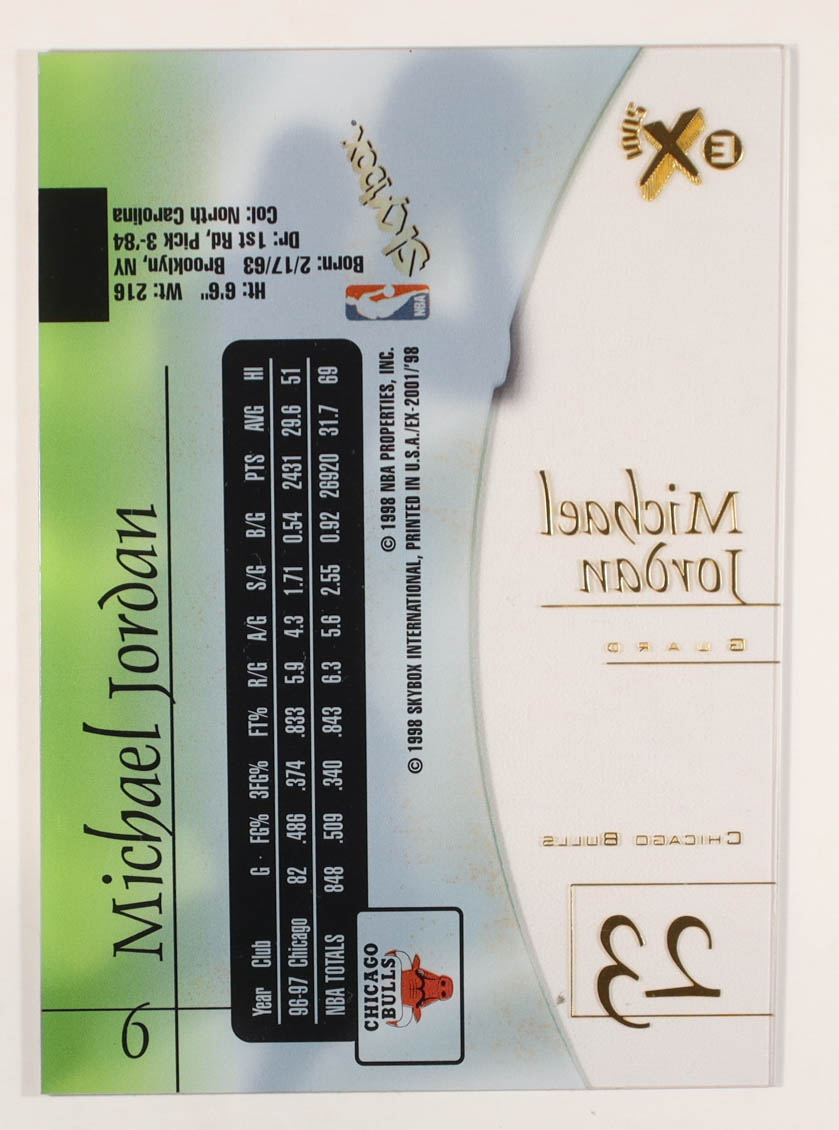 9
Michael Jordan
Year Club G FG% 3FG% FT% R/G A/G S/G B/G PTS AVG HI
96-97 Chicago 82 .486 .374 .833 5.9 4.3 1.71 0.54 2431 29.6 51
NBA TOTALS 848 .509 .340 .843 6.3 5.6 2.55 0.92 26920 31.7 69
CHICAGO
BULLS
© 1998 NBA PROPERTIES, INC.
© 1998 SKYBOX INTERNATIONAL, PRINTED IN U.S.A./EX-2001/'98
Ht: 6'6" Wt: 216
Born: 2/17/63 Brooklyn, NY
Dr: 1st Rd, Pick 3-'84
Col: North Carolina
NBA
SkyBox
E X
Michael
Jordan
GUARD
CHICAGO BULLS
23